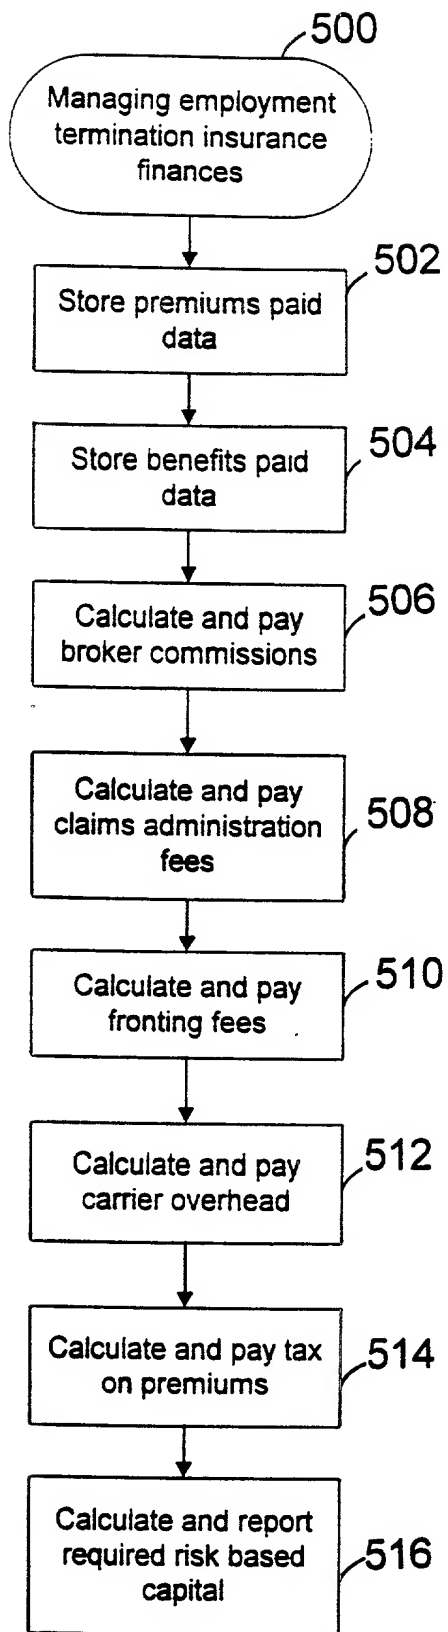 500
Managing employment
termination insurance
finances
502
Store premiums paid
data
504
Store benefits paid
data
506
Calculate and pay
broker commissions
508
Calculate and pay
claims administration
fees
510
Calculate and pay
fronting fees
512
Calculate and pay
carrier overhead
514
Calculate and pay tax
on premiums
516
Calculate and report
required risk based
capital